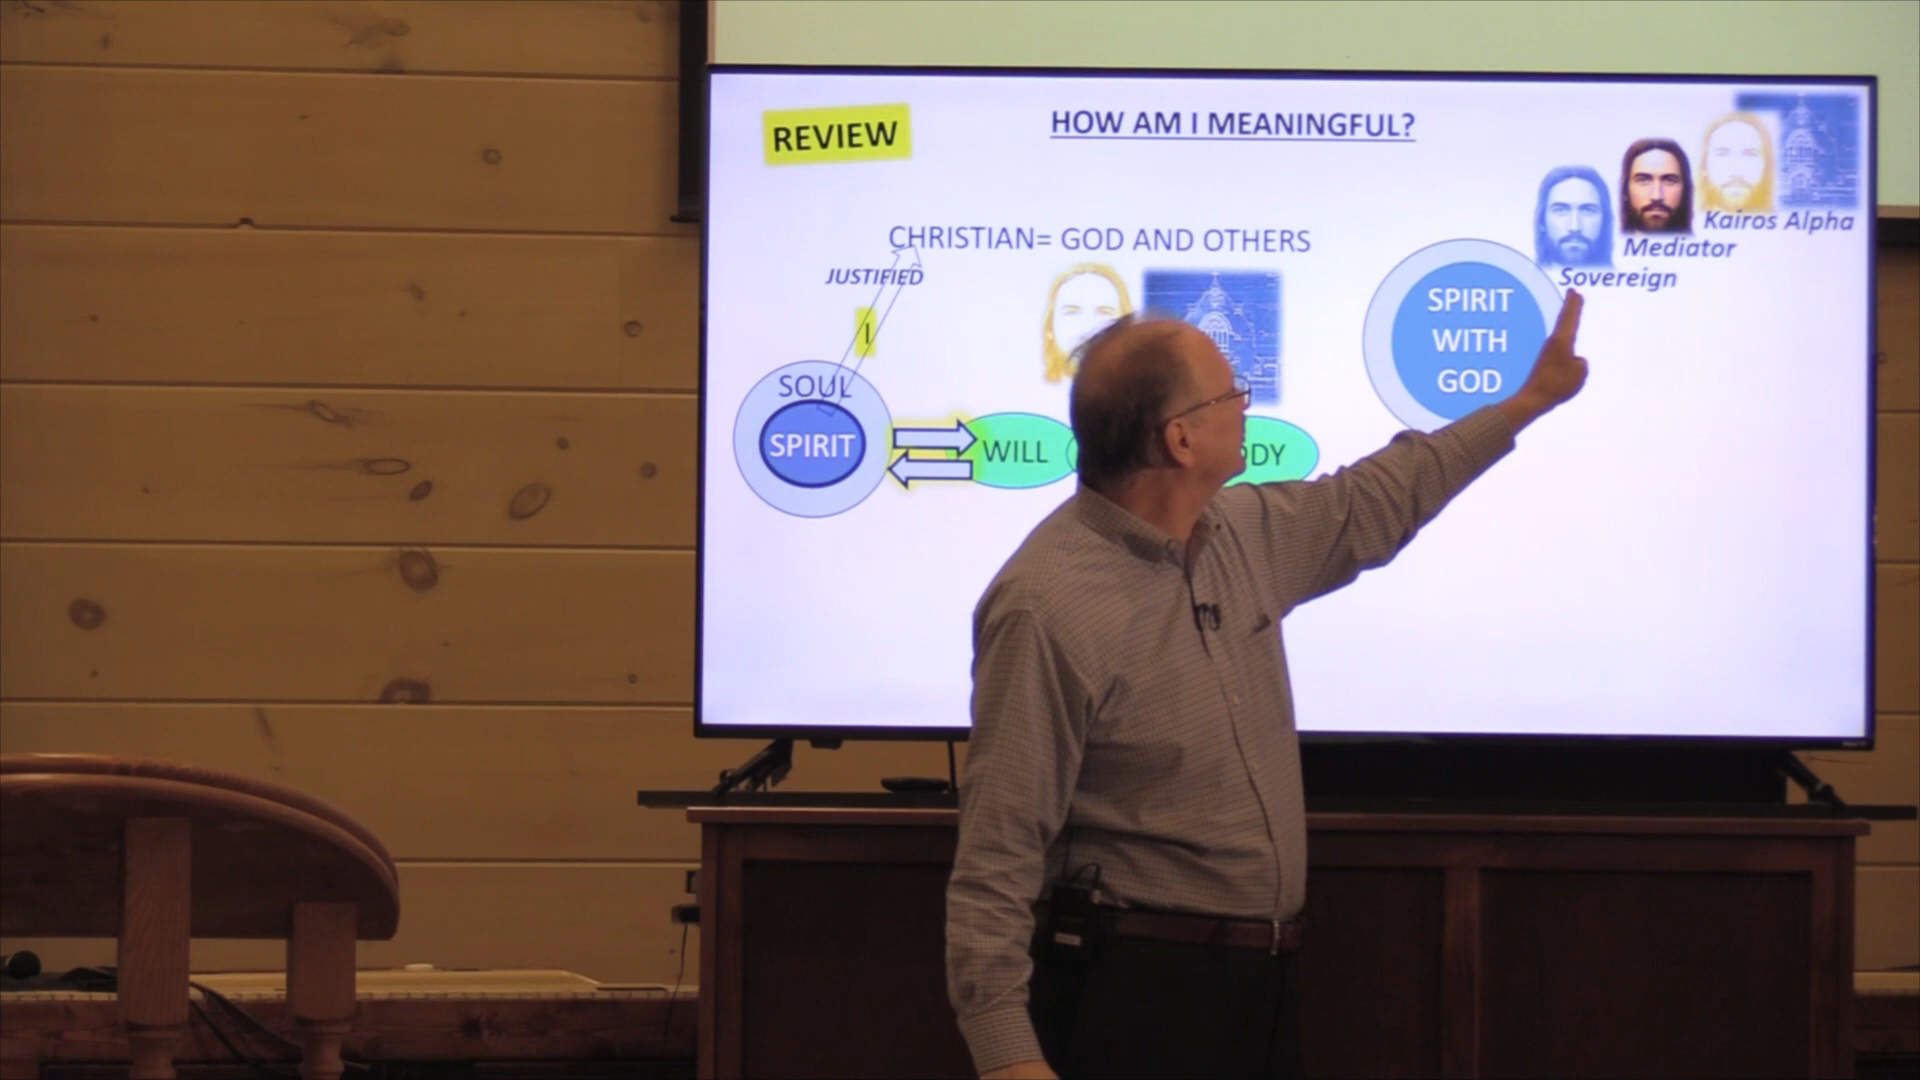 REVIEW
HOW AM I MEANINGFUL?
Kairos Alpha
Mediator
Sovereign
CHRISTIAN= GOD AND OTHERS
JUSTIFIED
I
SOUL
SPIRIT
WILL
DY
SPIRIT
WITH
GOD